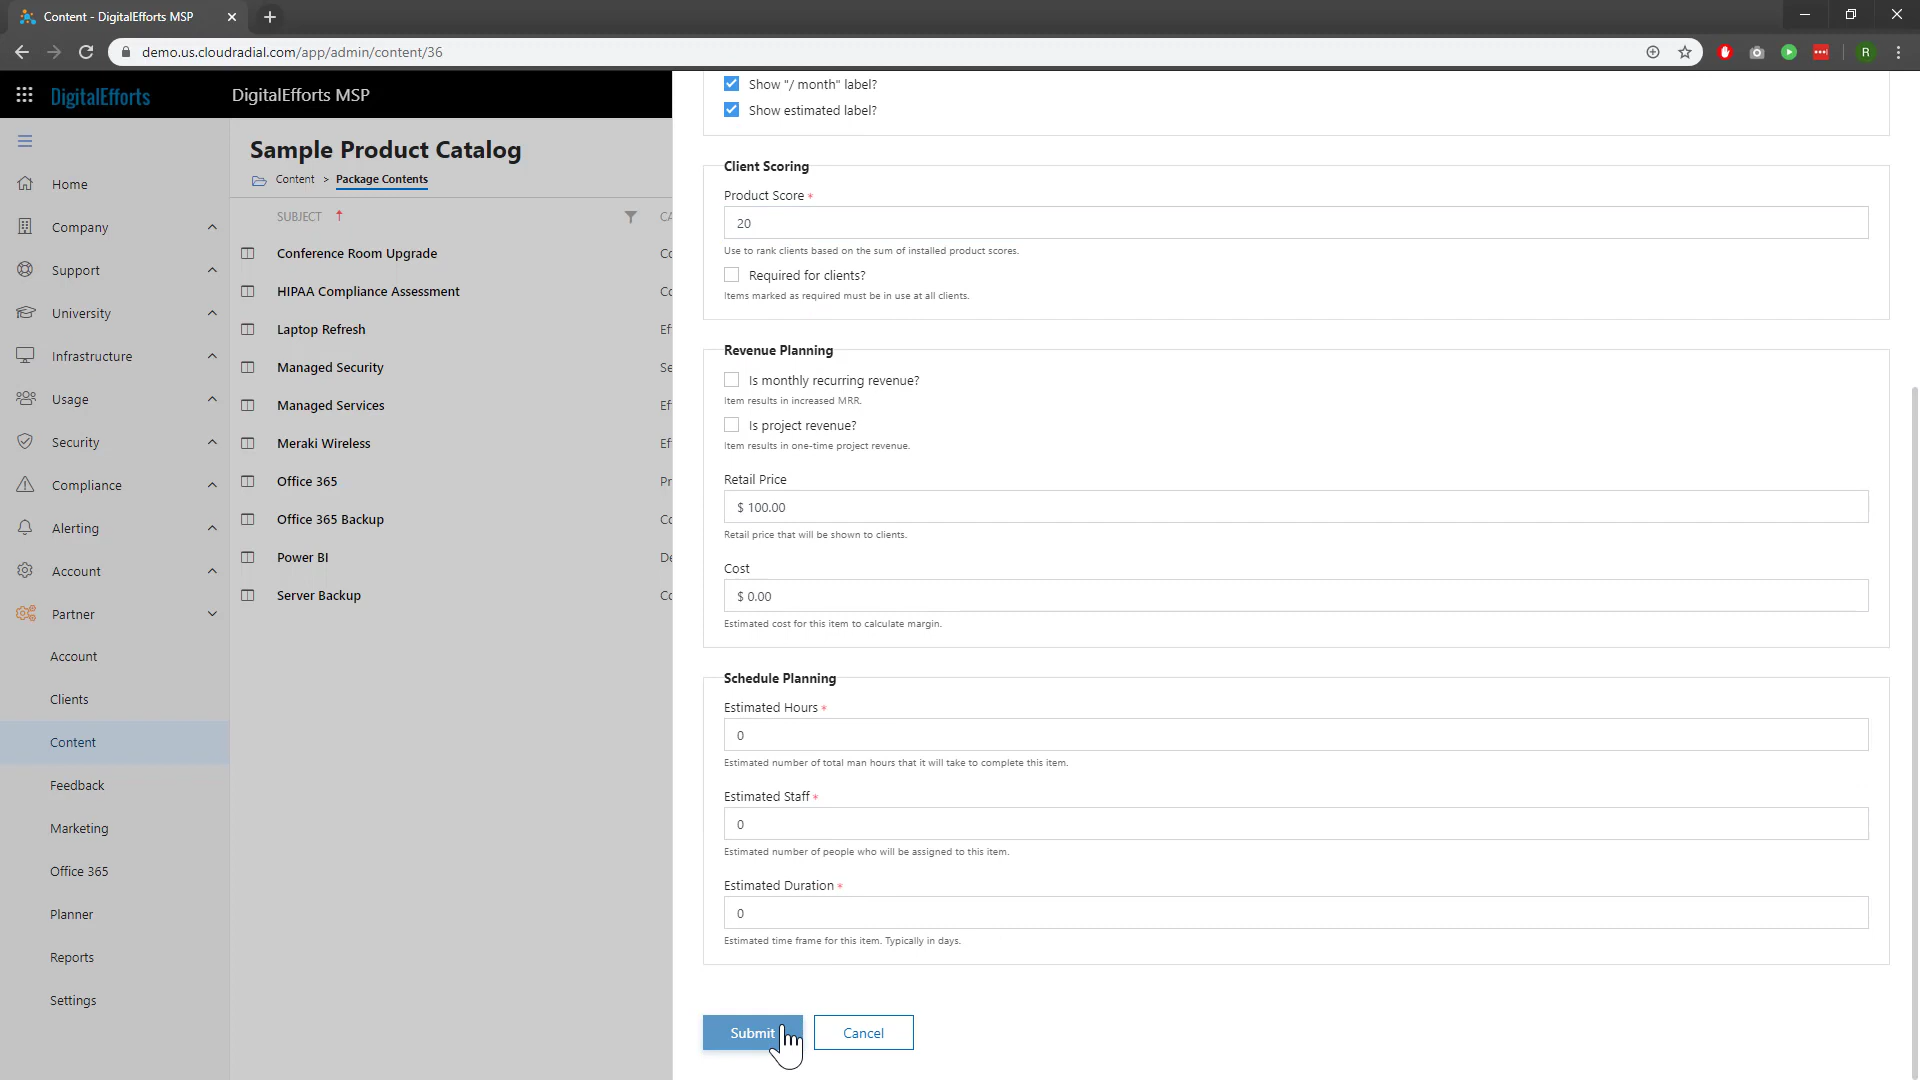 Content - DigitalEfforts MSP
demo.us.cloudradial.com/app/admin/content/36
R
DigitalEfforts
DigitalEfforts MSP
Home
Company
Support
University
Infrastructure
Usage
Security
Compliance
Alerting
Account
Partner
Account
Clients
Content
Feedback
Marketing
Office 365
Planner
Reports
Settings
Sample Product Catalog
Content > Package Contents
SUBJECT CA
Conference Room Upgrade Co
HIPAA Compliance Assessment Co
Laptop Refresh Ef
Managed Security Se
Managed Services Ef
Meraki Wireless Ef
Office 365 Pr
Office 365 Backup Co
Power BI De
Server Backup Co
Show "/ month" label?
Show estimated label?
Client Scoring
Product Score *
20
Use to rank clients based on the sum of installed product scores.
Required for clients?
Items marked as required must be in use at all clients.
Revenue Planning
Is monthly recurring revenue?
Item results in increased MRR.
Is project revenue?
Item results in one-time project revenue.
Retail Price
$ 100.00
Retail price that will be shown to clients.
Cost
$ 0.00
Estimated cost for this item to calculate margin.
Schedule Planning
Estimated Hours *
0
Estimated number of total man hours that it will take to complete this item.
Estimated Staff *
0
Estimated number of people who will be assigned to this item.
Estimated Duration *
0
Estimated time frame for this item. Typically in days.
Submit
Cancel